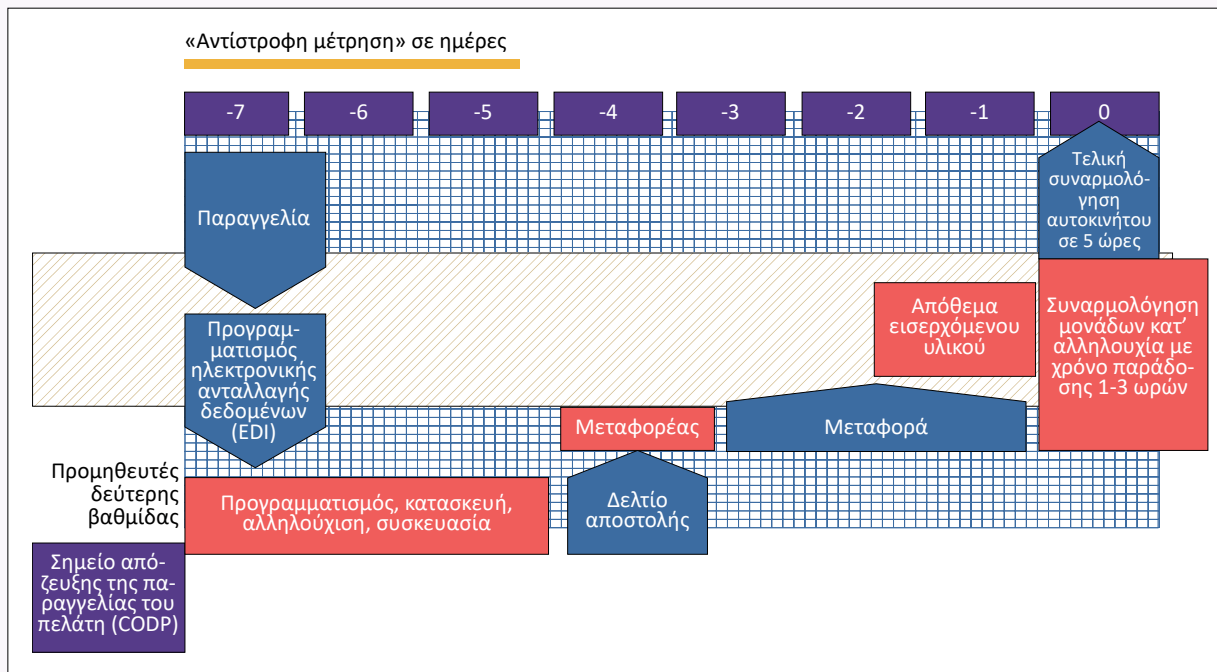 «Αντίστροφη μέτρηση» σε ημέρες
-7
-6
-5
-4
-3
-2
-1
0
Παραγγελία
Τελική
συναρμολό-
γηση
αυτοκινήτου
σε 5 ώρες
Προγραμ-
ματισμός
ηλεκτρονικής
ανταλλαγής
δεδομένων
(EDI)
Απόθεμα
εισερχόμενου
υλικού
Συναρμολόγηση
μονάδων κατ’
αλληλουχία με
χρόνο παράδο-
σης 1-3 ωρών
Μεταφορέας
Μεταφορά
Προμηθευτές
δεύτερης
βαθμίδας
Προγραμματισμός, κατασκευή,
αλληλούχιση, συσκευασία
Δελτίο
αποστολής
Σημείο από-
ζευξης της πα-
ραγγελίας του
πελάτη (CODP)